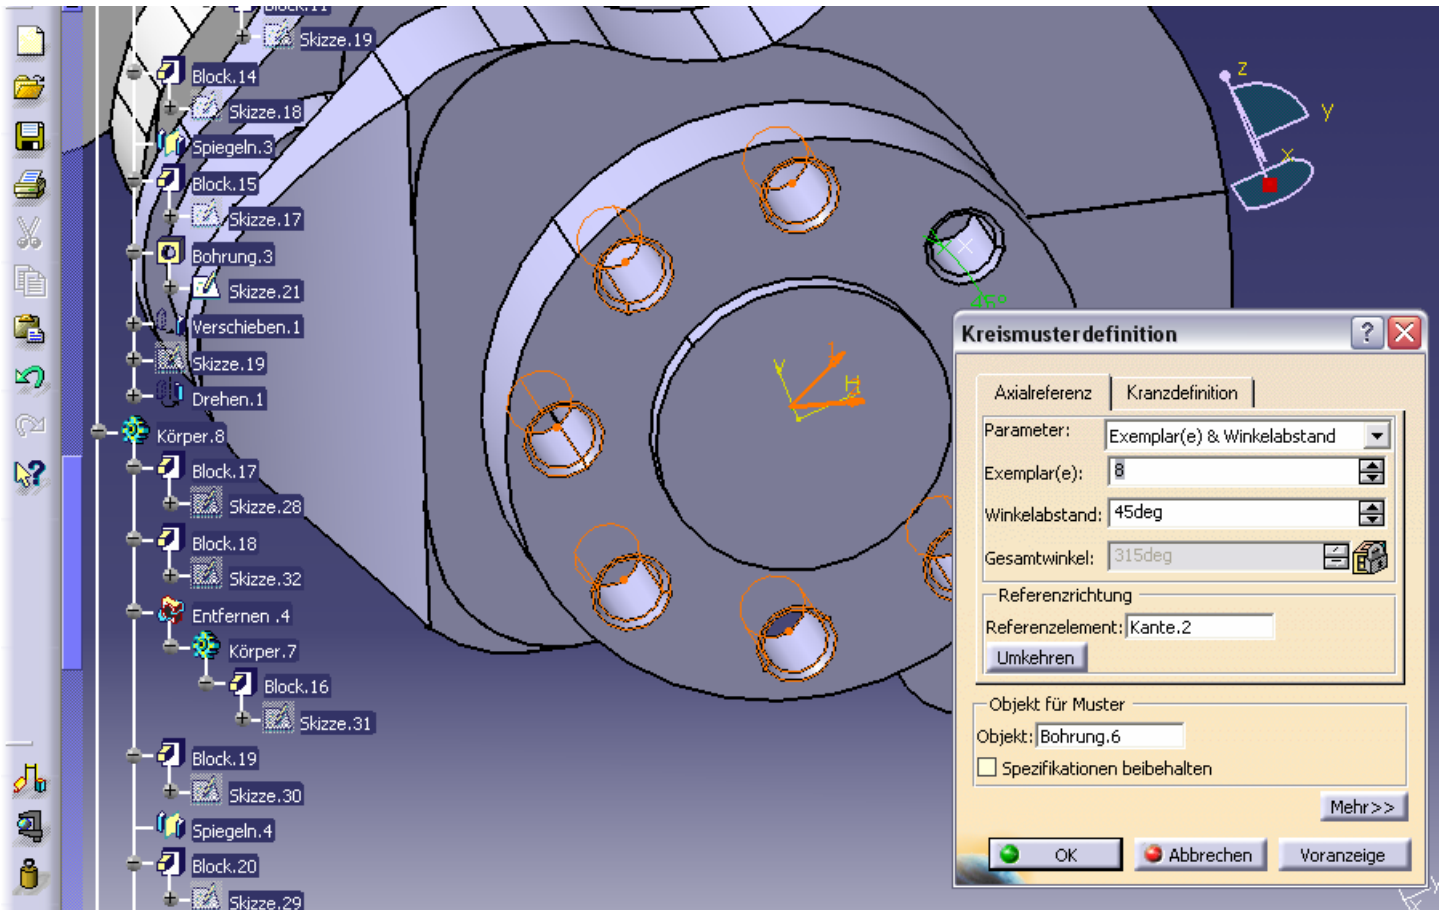 Block.11
Skizze.19
Block.14
Skizze.18
Spiegeln.3
Block.15
Skizze.17
Bohrung.3
Skizze.21
Verschieben.1
Skizze.19
Drehen.1
Körper.8
Block.17
Skizze.28
Block.18
Skizze.32
Entfernen .4
Körper.7
Block.16
Skizze.31
Block.19
Skizze.30
Spiegeln.4
Block.20
Skizze.29
z
y
x
45°
1
V
H
Kreismusterdefinition
Axialreferenz Kranzdefinition
Parameter: Exemplar(e) & Winkelabstand
Exemplar(e): 8
Winkelabstand: 45deg
Gesamtwinkel: 315deg
Referenzrichtung
Referenzelement: Kante.2
Umkehren
Objekt für Muster
Objekt: Bohrung.6
Spezifikationen beibehalten
Mehr>>
OK Abbrechen Voranzeige